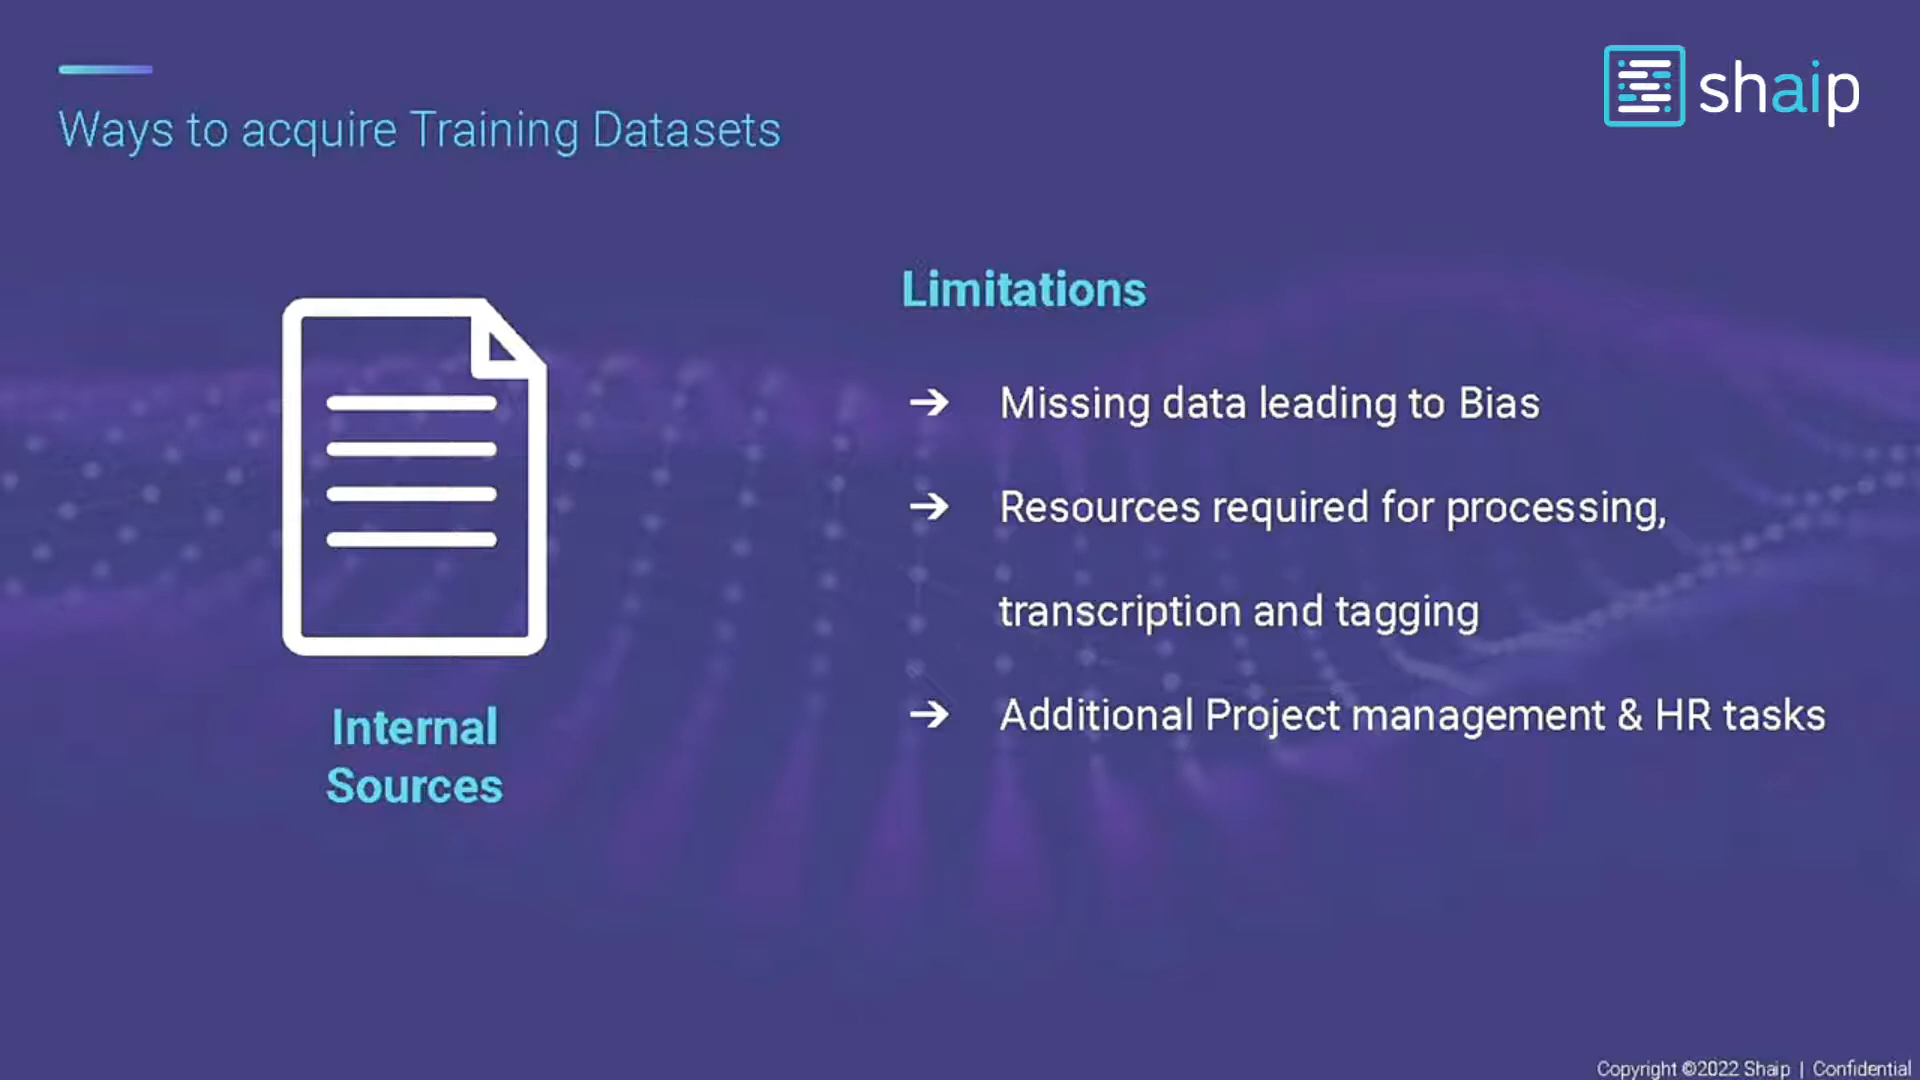 shaip
Ways to acquire Training Datasets
Limitations
➔ Missing data leading to Bias
➔ Resources required for processing,
transcription and tagging
➔ Additional Project management & HR tasks
Internal
Sources
Copyright ©2022 Shaip | Confidential